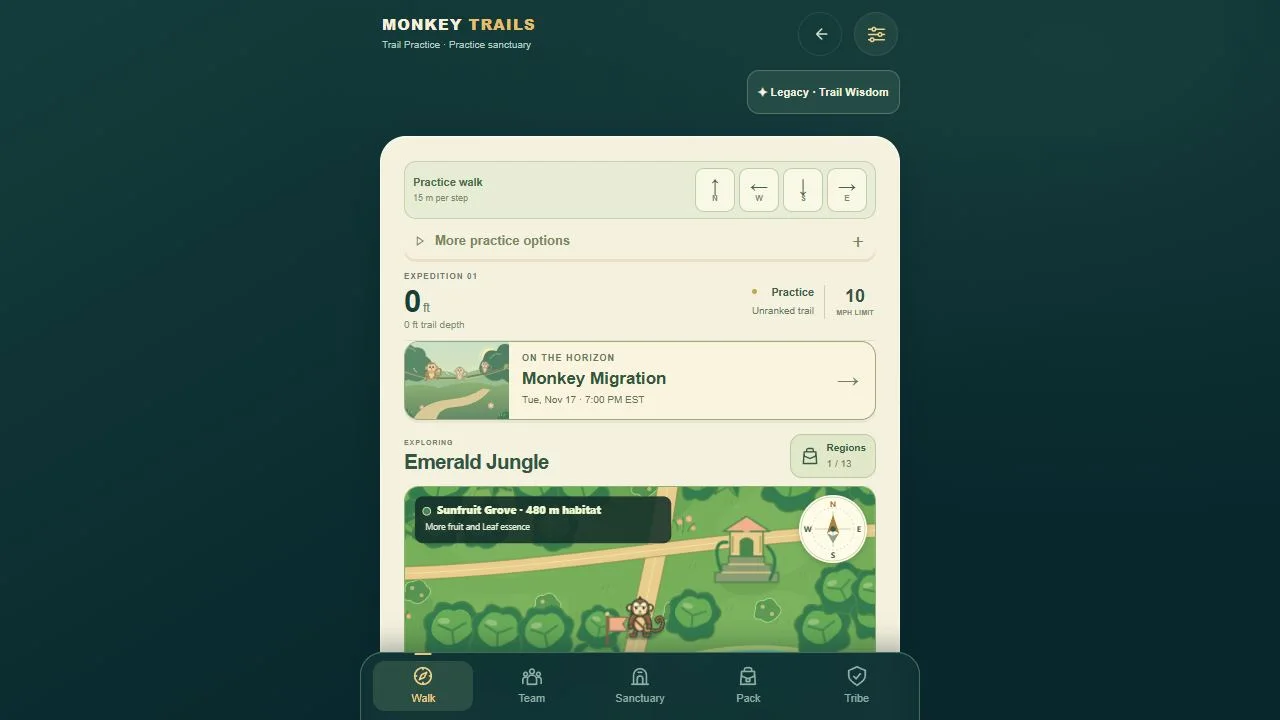 MONKEY TRAILS
Trail Practice · Practice sanctuary
✦ Legacy · Trail Wisdom
Practice walk
15 m per step
↑ N
← W
↓ S
→ E
More practice options
+
EXPEDITION 01
0 ft
0 ft trail depth
Practice
Unranked trail
10
MPH LIMIT
ON THE HORIZON
Monkey Migration
Tue, Nov 17 · 7:00 PM EST
→
EXPLORING
Emerald Jungle
Regions
1 / 13
Sunfruit Grove · 480 m habitat
More fruit and Leaf essence
N
W E
S
Walk
Team
Sanctuary
Pack
Tribe